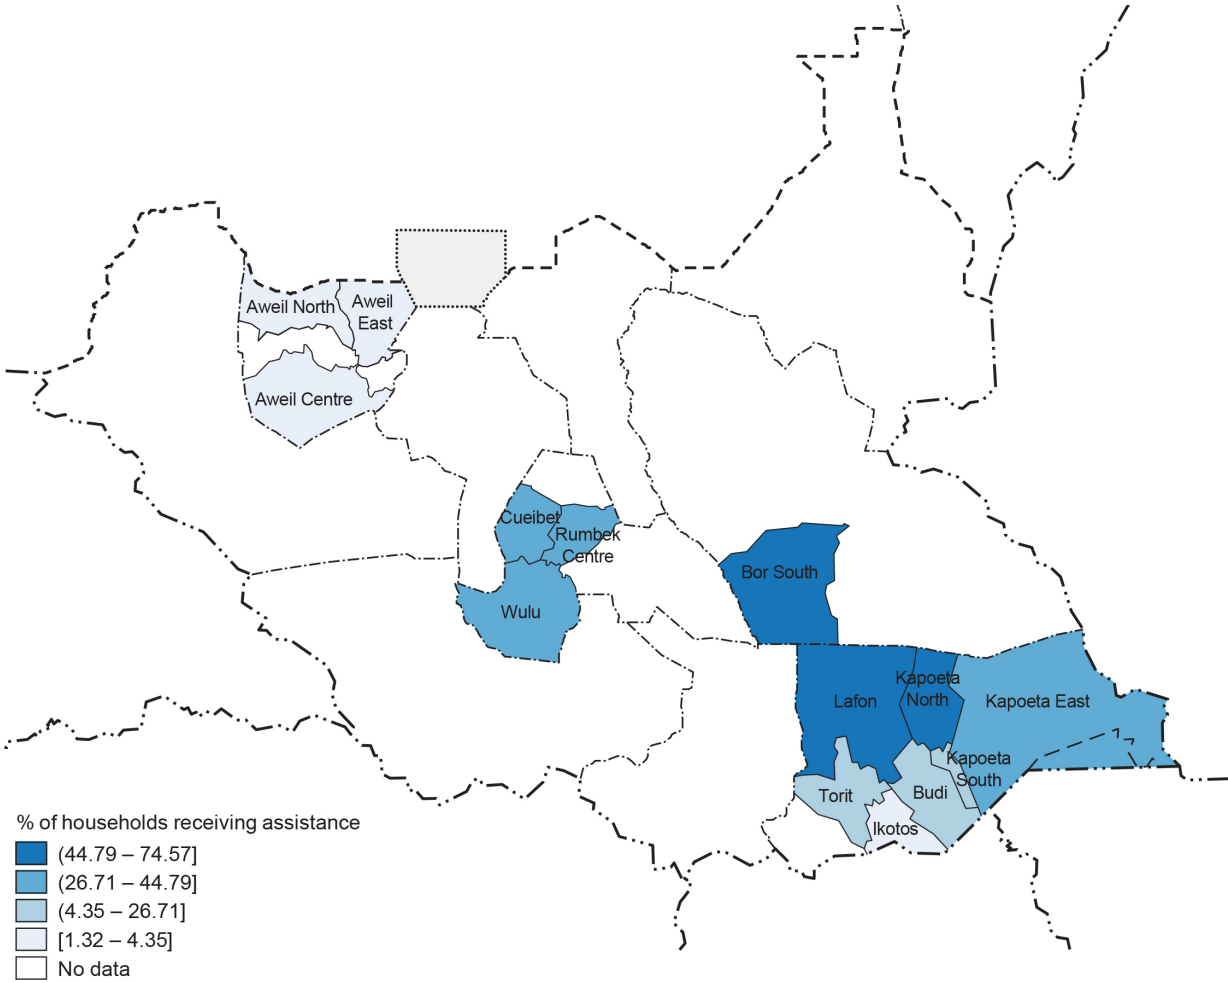 Aweil North
Aweil
East
Aweil Centre
Cueibet
Rumbek
Centre
Wulu
Bor South
Lafon
Kapoeta
North
Kapoeta East
Kapoeta
South
Torit
Budi
Ikotos
% of households receiving assistance
(44.79 – 74.57]
(26.71 – 44.79]
(4.35 – 26.71]
[1.32 – 4.35]
No data